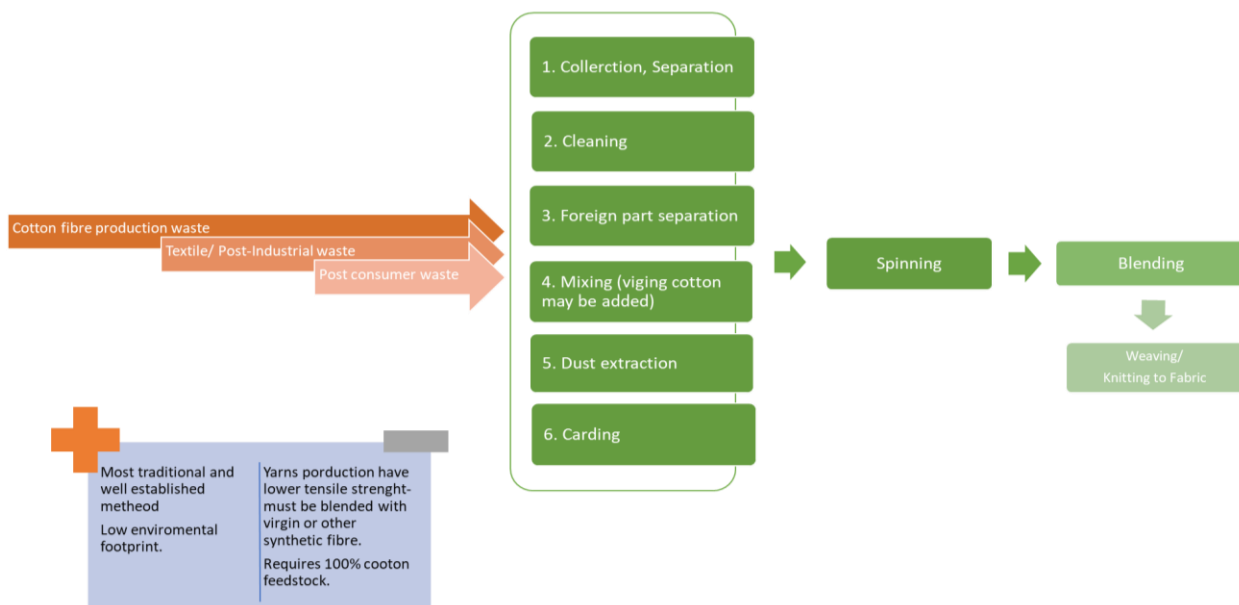 1. Collerction, Separation
2. Cleaning
3. Foreign part separation
4. Mixing (viging cotton
may be added)
5. Dust extraction
6. Carding
Cotton fibre production waste
Textile/ Post-Industrial waste
Post consumer waste
Spinning
Blending
Weaving/
Knitting to Fabric
Most traditional and
well established
metheod
Low enviromental
footprint.
Yarns porduction have
lower tensile strenght-
must be blended with
virgin or other
synthetic fibre.
Requires 100% cooton
feedstock.